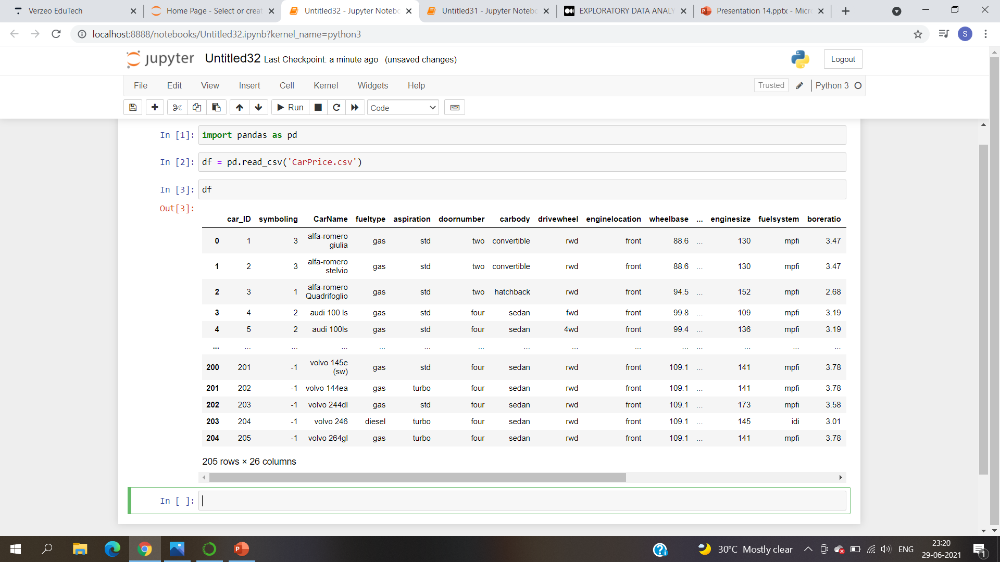 Verzeo EduTech
Home Page - Select or creat
Untitled32 - Jupyter Notebo
Untitled31 - Jupyter Notebo
EXPLORATORY DATA ANALY
Presentation 14.pptx - Micr
localhost:8888/notebooks/Untitled32.ipynb?kernel_name=python3
S
jupyter Untitled32 Last Checkpoint: a minute ago (unsaved changes)
Logout
File Edit View Insert Cell Kernel Widgets Help
Trusted Python 3
Run Code
In [1]: import pandas as pd
In [2]: df = pd.read_csv('CarPrice.csv')
In [3]: df
Out[3]:
car_ID symboling CarName fueltype aspiration doornumber carbody drivewheel enginelocation wheelbase ... enginesize fuelsystem boreratio
0 1 3 alfa-romero giulia gas std two convertible rwd front 88.6 ... 130 mpfi 3.47
1 2 3 alfa-romero stelvio gas std two convertible rwd front 88.6 ... 130 mpfi 3.47
2 3 1 alfa-romero Quadrifoglio gas std two hatchback rwd front 94.5 ... 152 mpfi 2.68
3 4 2 audi 100 ls gas std four sedan fwd front 99.8 ... 109 mpfi 3.19
4 5 2 audi 100ls gas std four sedan 4wd front 99.4 ... 136 mpfi 3.19
... ... ... ... ... ... ... ... ... ... ... ... ... ... ...
200 201 -1 volvo 145e (sw) gas std four sedan rwd front 109.1 ... 141 mpfi 3.78
201 202 -1 volvo 144ea gas turbo four sedan rwd front 109.1 ... 141 mpfi 3.78
202 203 -1 volvo 244dl gas std four sedan rwd front 109.1 ... 173 mpfi 3.58
203 204 -1 volvo 246 diesel turbo four sedan rwd front 109.1 ... 145 idi 3.01
204 205 -1 volvo 264gl gas turbo four sedan rwd front 109.1 ... 141 mpfi 3.78
205 rows × 26 columns
In [ ]:
30°C Mostly clear
ENG
23:20
29-06-2021
1